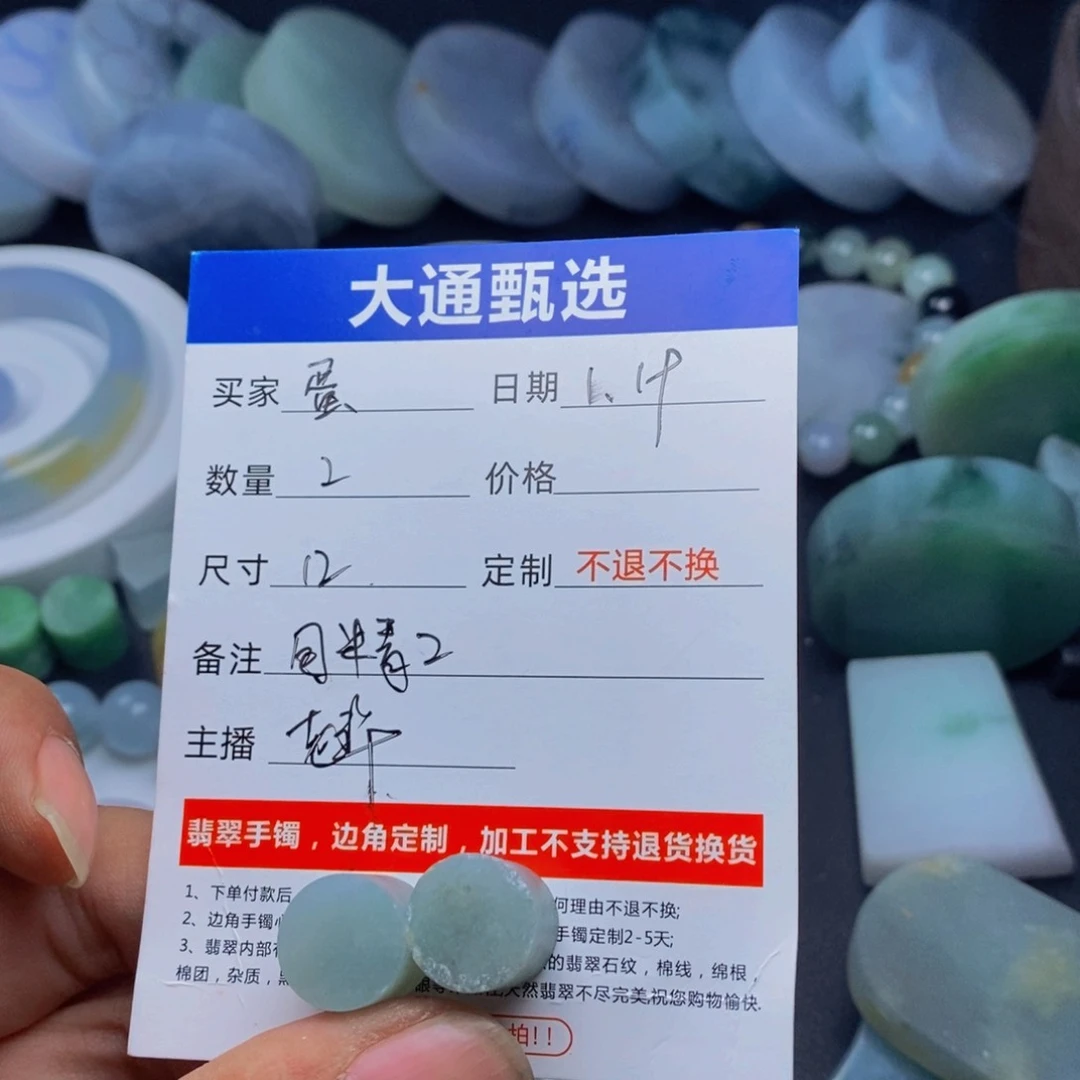 大通甄选
买家 蛋 日期 1.14
数量 2 价格
尺寸 12 定制 不退不换
备注
主播
翡翠手镯，边角定制，加工不支持退货换货
1、下单付款后 何理由不退不换;
2、边角手镯 手镯定制2-5天;
3、翡翠内部 的翡翠石纹，棉线，绵根，
棉团，杂质， 天然翡翠不尽完美,祝您购物愉快.
拍!!